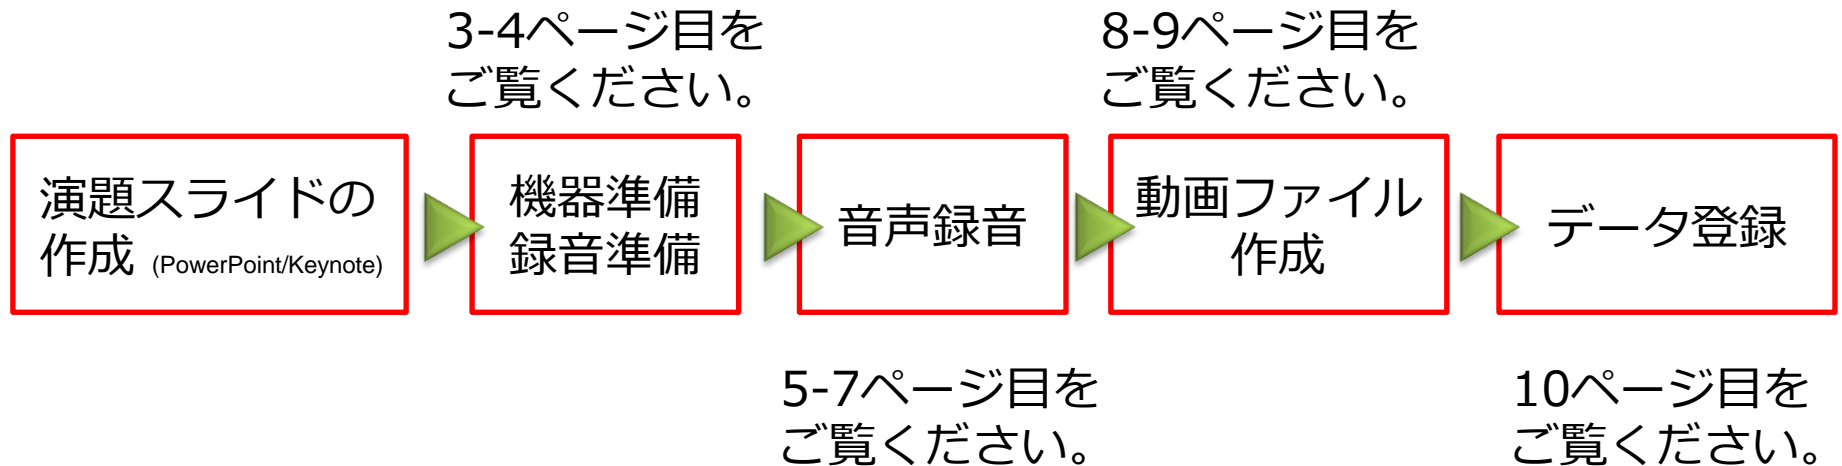 3-4ページ目を
ご覧ください。
8-9ページ目を
ご覧ください。
演題スライドの
作成 (PowerPoint/Keynote)
機器準備
録音準備
音声録音
動画ファイル
作成
データ登録
5-7ページ目を
ご覧ください。
10ページ目を
ご覧ください。